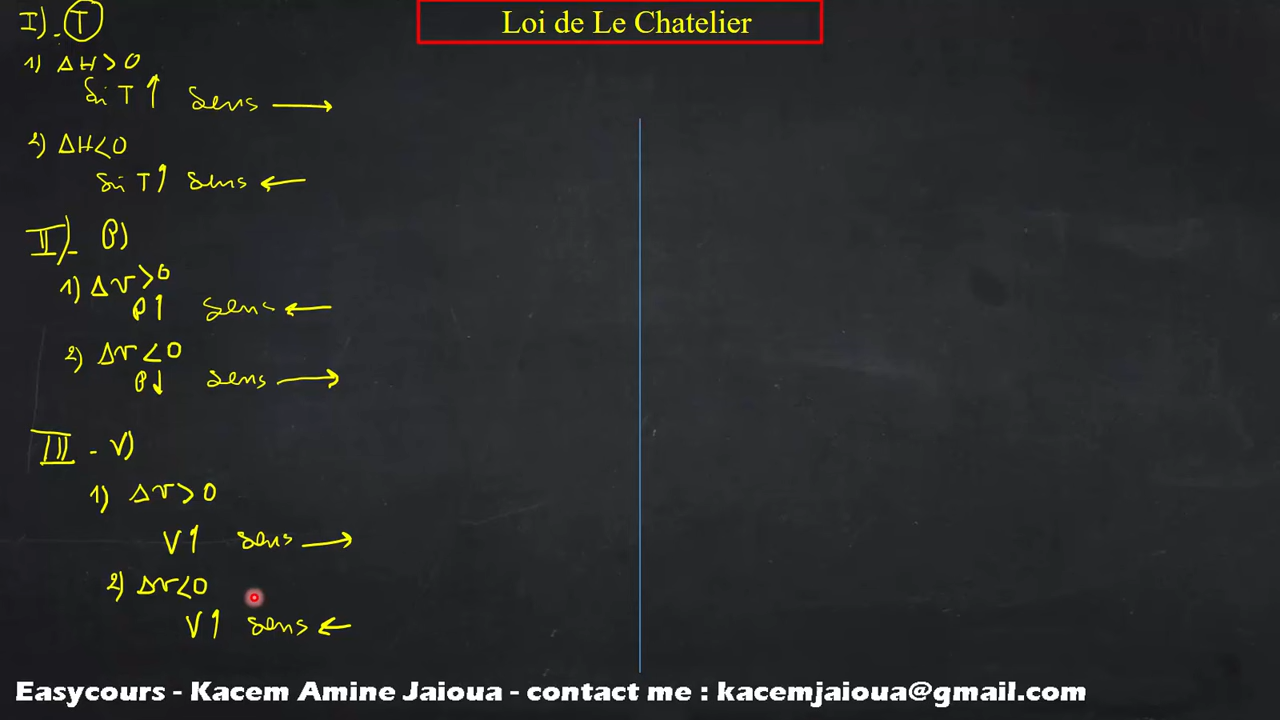 Loi de Le Chatelier
I)- T
1) ΔH > 0
Si T↑ sens →
2) ΔH < 0
Si T↑ sens ←
II)- P)
1) Δν > 0
P↑ sens ←
2) Δν < 0
P↓ sens →
III - V)
1) Δν > 0
V↑ sens →
2) Δν < 0
V↑ sens ←
Easycours - Kacem Amine Jaioua - contact me : kacemjaioua@gmail.com